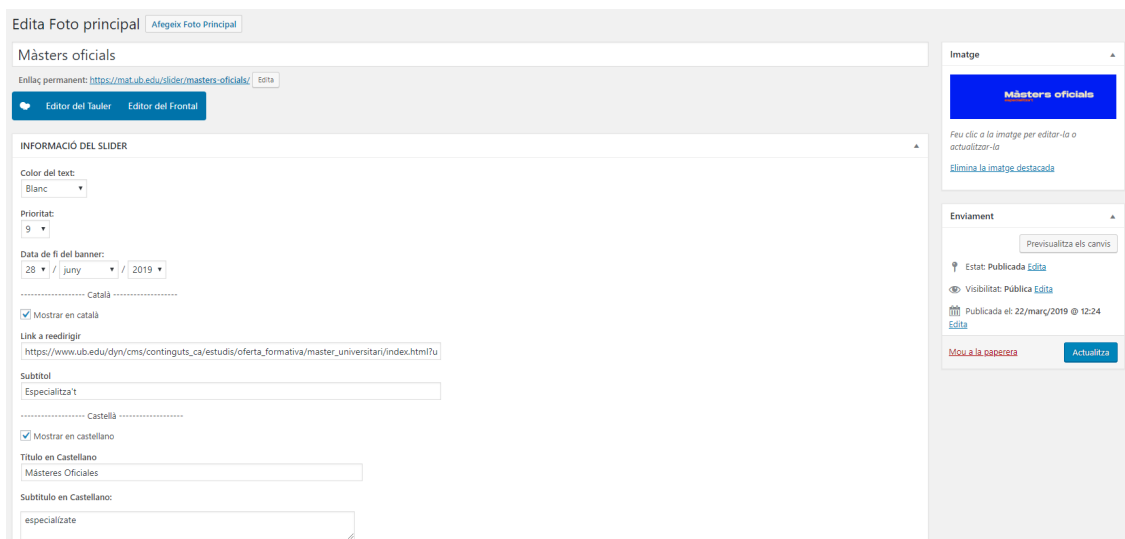 Edita Foto principal Afegeix Foto Principal
Màsters oficials
Enllaç permanent: https://mat.ub.edu/slider/masters-oficials/ Edita
Editor del Tauler Editor del Frontal
INFORMACIÓ DEL SLIDER
Color del text:
Blanc
Prioritat:
9
Data de fi del banner:
28 / juny / 2019
------------------- Català -------------------
Mostrar en català
Link a reedirigir
https://www.ub.edu/dyn/cms/continguts_ca/estudis/oferta_formativa/master_universitari/index.html?u
Subtítol
Especialitza't
------------------- Castellà -------------------
Mostrar en castellano
Título en Castellano
Másteres Oficiales
Subtitulo en Castellano:
especialízate
Imatge
Màsters oficials
especialitza't
Feu clic a la imatge per editar-la o
actualitzar-la
Elimina la imatge destacada
Enviament
Previsualitza els canvis
Estat: Publicada Edita
Visibilitat: Pública Edita
Publicada el: 22/març/2019 @ 12:24
Edita
Mou a la paperera Actualitza